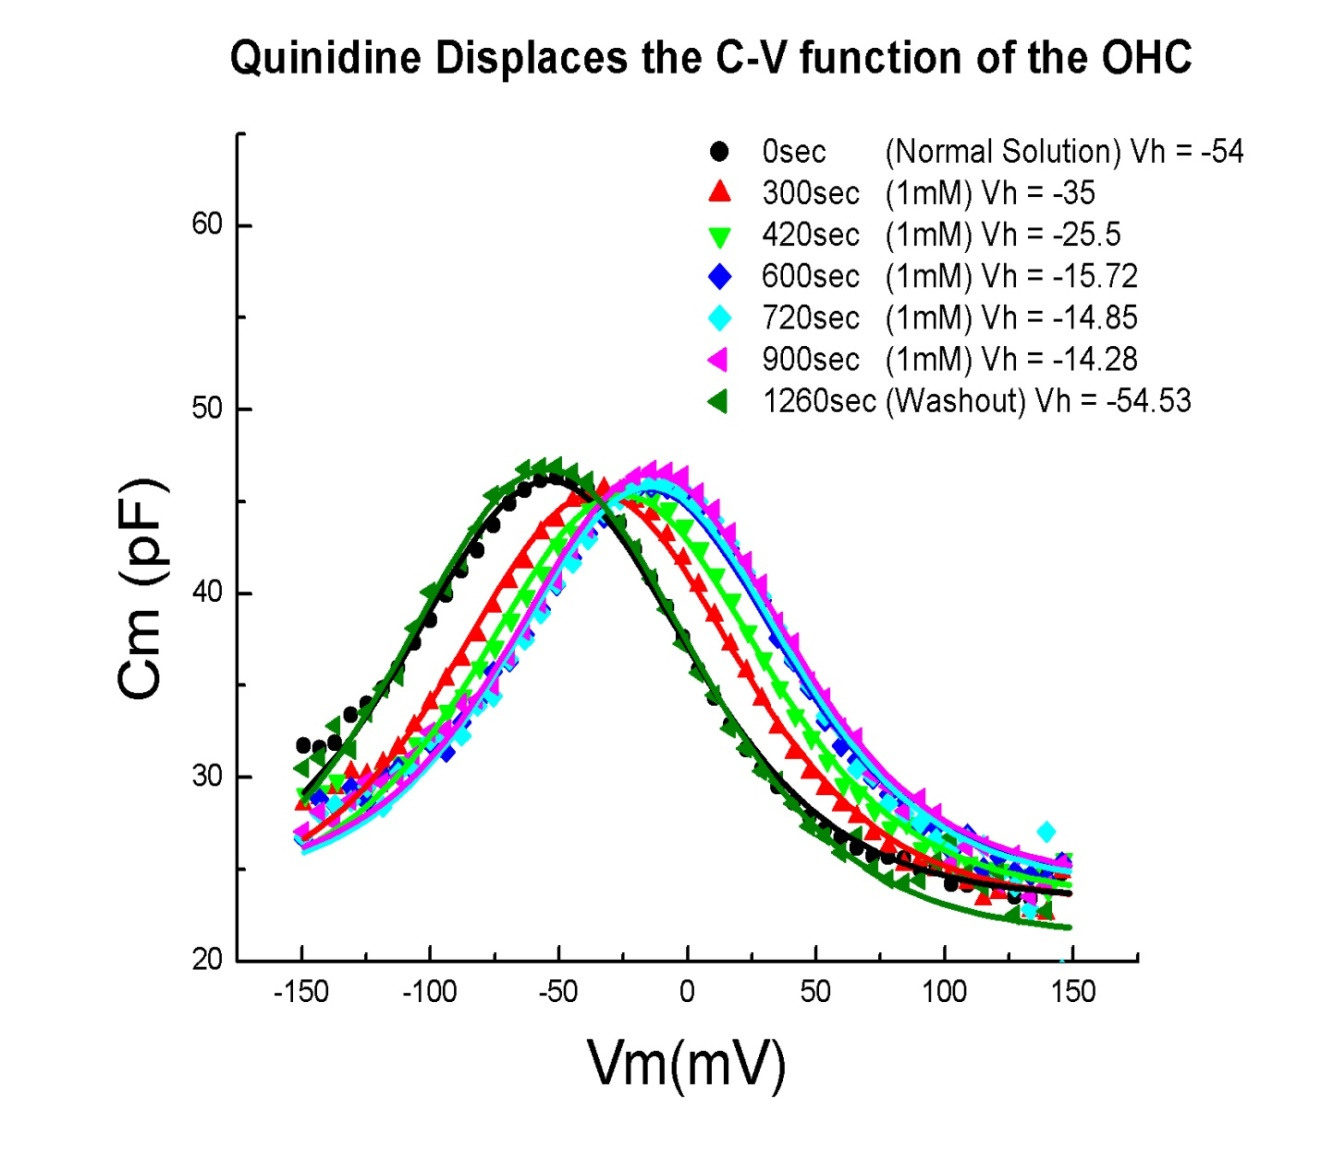 Quinidine Displaces the C-V function of the OHC
0sec (Normal Solution) Vh = -54
300sec (1mM) Vh = -35
420sec (1mM) Vh = -25.5
600sec (1mM) Vh = -15.72
720sec (1mM) Vh = -14.85
900sec (1mM) Vh = -14.28
1260sec (Washout) Vh = -54.53
Cm (pF)
60
50
40
30
20
-150 -100 -50 0 50 100 150
Vm(mV)